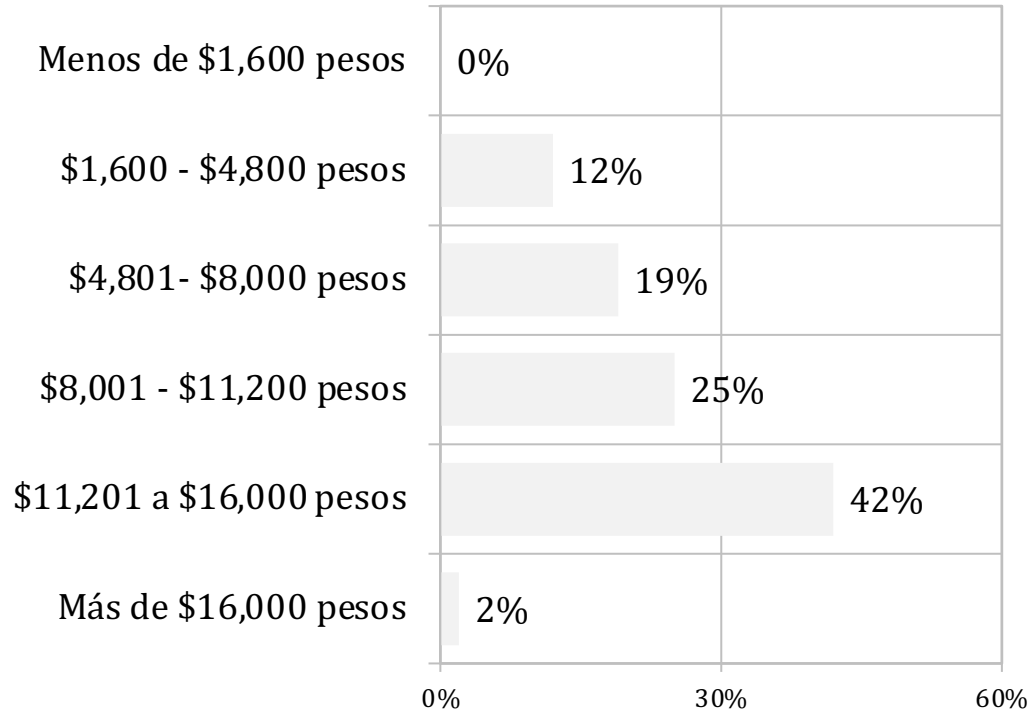 Menos de $1,600 pesos 0%
$1,600 - $4,800 pesos 12%
$4,801- $8,000 pesos 19%
$8,001 - $11,200 pesos 25%
$11,201 a $16,000 pesos 42%
Más de $16,000 pesos 2%
0% 30% 60%